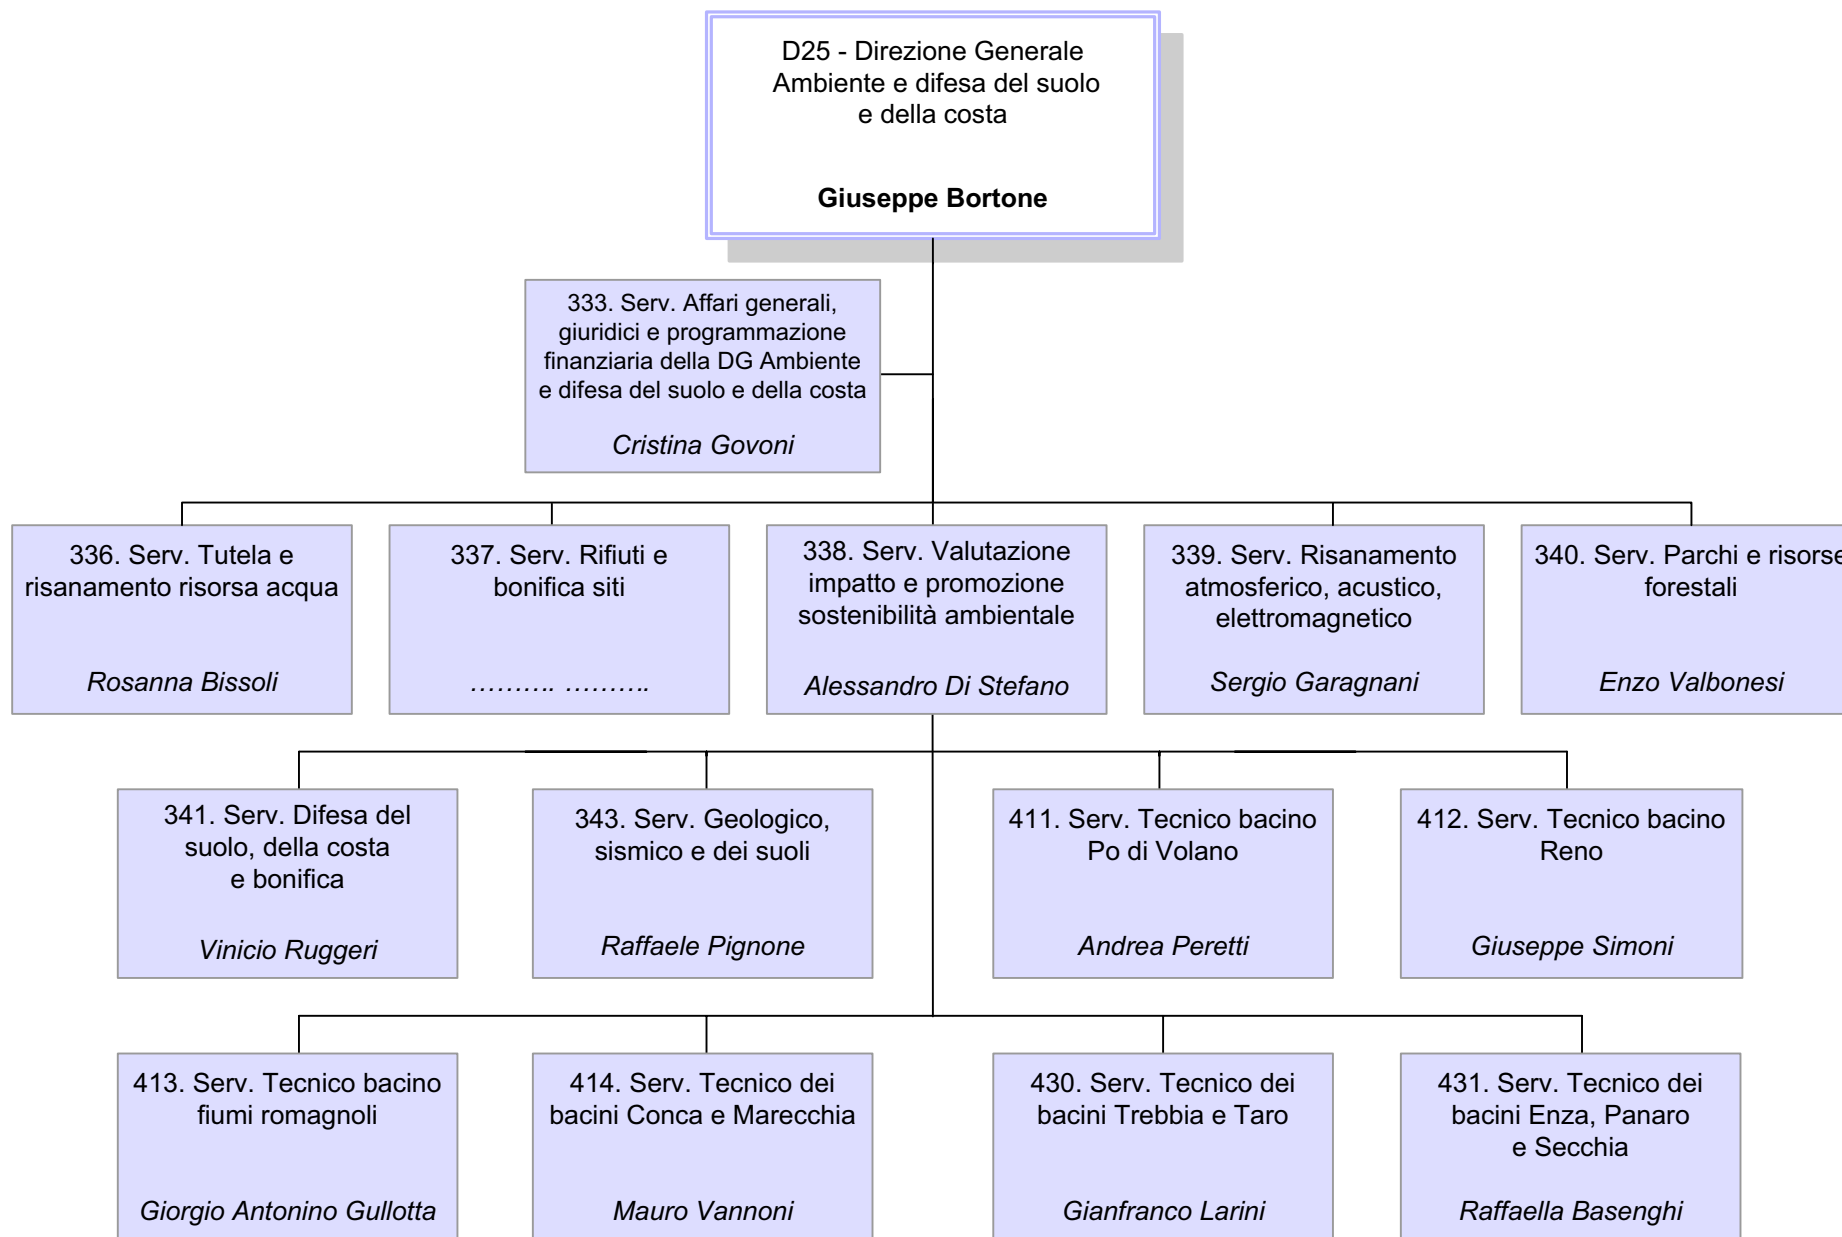 D25 - Direzione Generale
Ambiente e difesa del suolo
e della costa
Giuseppe Bortone
333. Serv. Affari generali,
giuridici e programmazione
finanziaria della DG Ambiente
e difesa del suolo e della costa
Cristina Govoni
336. Serv. Tutela e
risanamento risorsa acqua
Rosanna Bissoli
337. Serv. Rifiuti e
bonifica siti
………. ……….
338. Serv. Valutazione
impatto e promozione
sostenibilità ambientale
Alessandro Di Stefano
339. Serv. Risanamento
atmosferico, acustico,
elettromagnetico
Sergio Garagnani
340. Serv. Parchi e risorse
forestali
Enzo Valbonesi
341. Serv. Difesa del
suolo, della costa
e bonifica
Vinicio Ruggeri
343. Serv. Geologico,
sismico e dei suoli
Raffaele Pignone
411. Serv. Tecnico bacino
Po di Volano
Andrea Peretti
412. Serv. Tecnico bacino
Reno
Giuseppe Simoni
413. Serv. Tecnico bacino
fiumi romagnoli
Giorgio Antonino Gullotta
414. Serv. Tecnico dei
bacini Conca e Marecchia
Mauro Vannoni
430. Serv. Tecnico dei
bacini Trebbia e Taro
Gianfranco Larini
431. Serv. Tecnico dei
bacini Enza, Panaro
e Secchia
Raffaella Basenghi